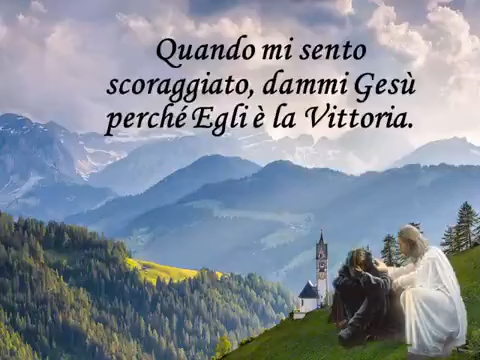 Quando mi sento
scoraggiato, dammi Gesù
perché Egli è la Vittoria.